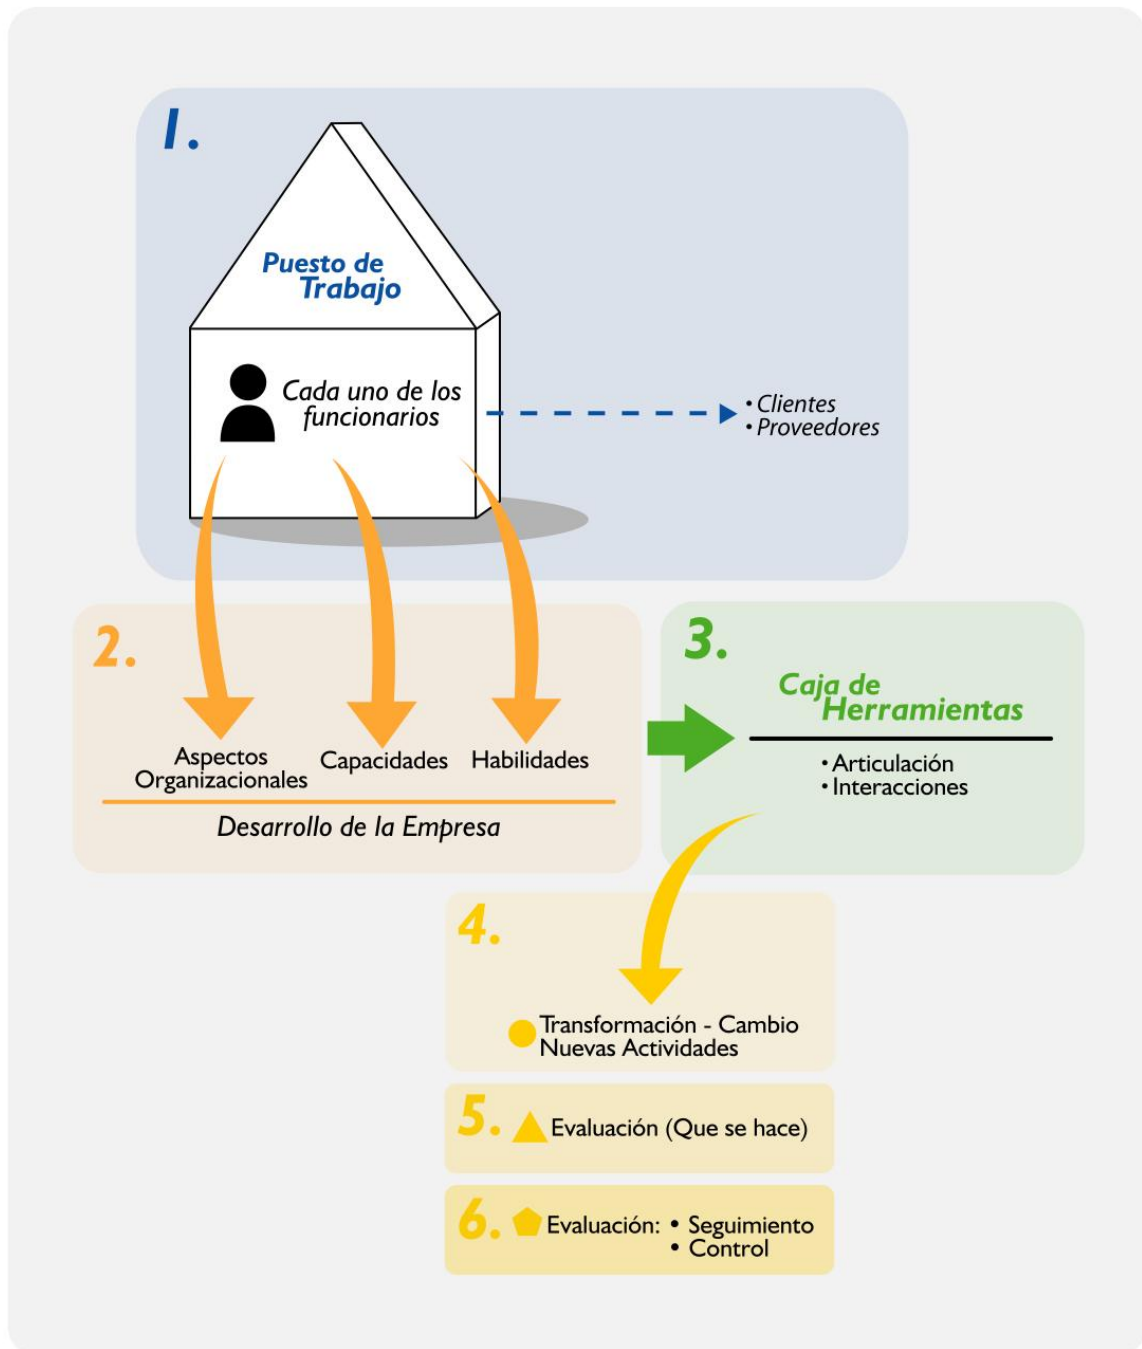 1.
Puesto de
Trabajo
Cada uno de los
funcionarios
• Clientes
• Proveedores
2.
Aspectos
Organizacionales
Capacidades
Habilidades
Desarrollo de la Empresa
3.
Caja de
Herramientas
• Articulación
• Interacciones
4.
Transformación - Cambio
Nuevas Actividades
5.
Evaluación (Que se hace)
6.
Evaluación: • Seguimiento
• Control